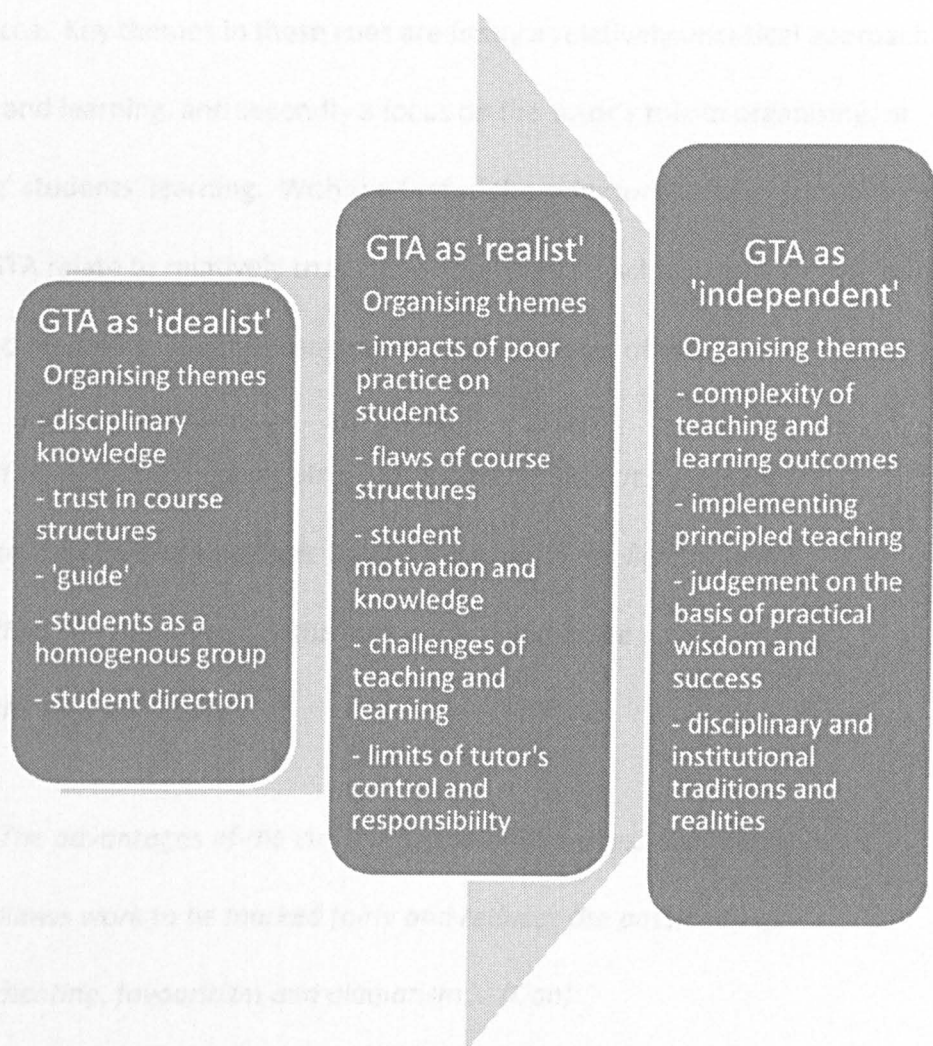 GTA as 'idealist'
Organising themes
- disciplinary
knowledge
- trust in course
structures
- 'guide'
- students as a
homogenous group
- student direction
GTA as 'realist'
Organising themes
- impacts of poor
practice on
students
- flaws of course
structures
- student
motivation and
knowledge
- challenges of
teaching and
learning
- limits of tutor's
control and
responsibiilty
GTA as
'independent'
Organising themes
- complexity of
teaching and
learning outcomes
- implementing
principled teaching
- judgement on the
basis of practical
wisdom and
success
- disciplinary and
institutional
traditions and
realities